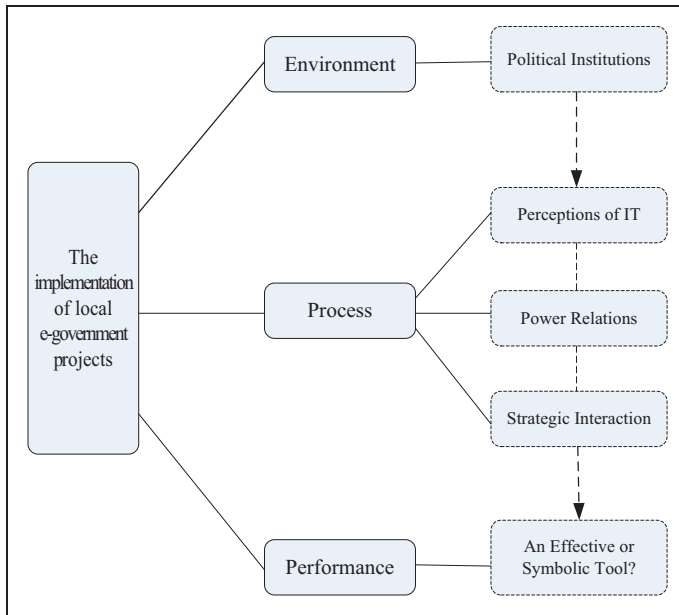 Environment
Political Institutions
The
implementation
of local
e-government
projects
Process
Perceptions of IT
Power Relations
Strategic Interaction
Performance
An Effective or
Symbolic Tool?